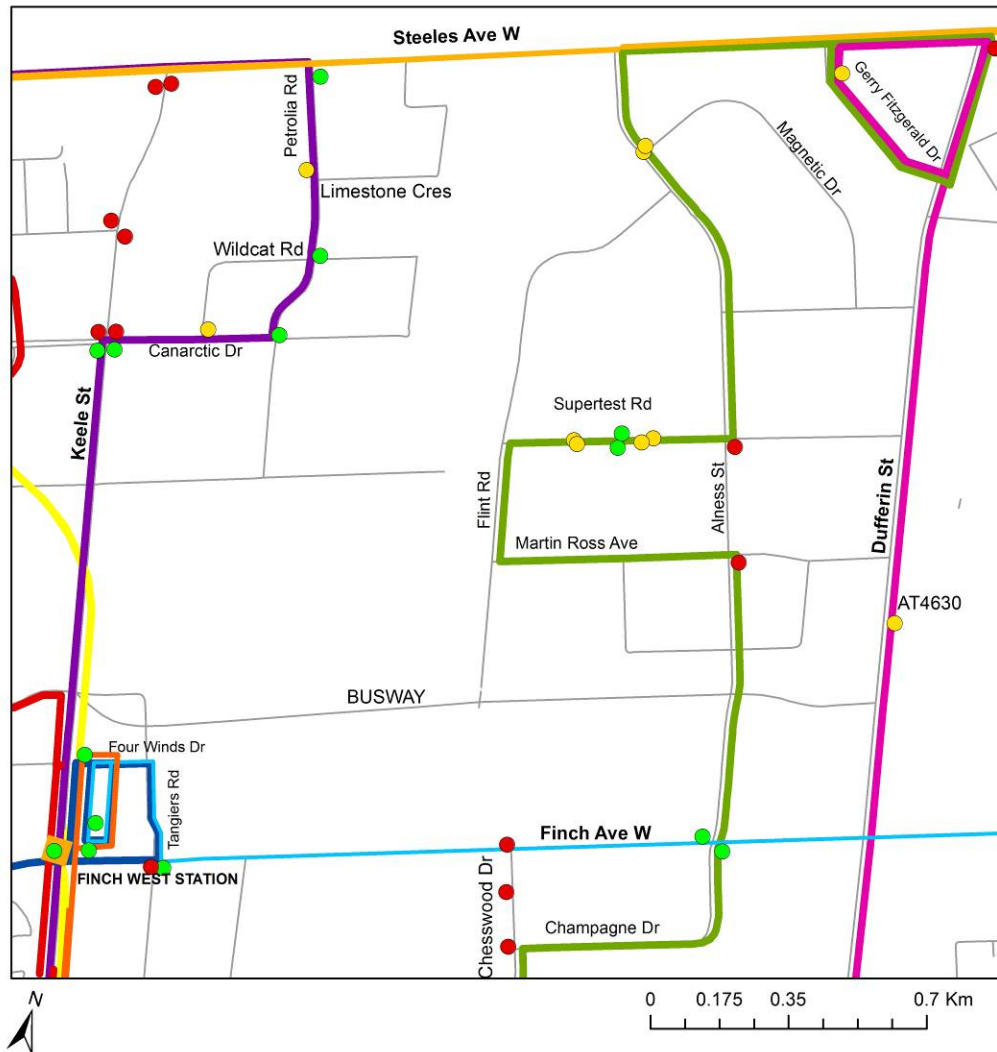 Steeles Ave W
Petrolia Rd
Gerry Fitzgerald Dr
Magnetic Dr
Limestone Cres
Wildcat Rd
Canarctic Dr
Keele St
Supertest Rd
Flint Rd
Alness St
Dufferin St
Martin Ross Ave
AT4630
BUSWAY
Four Winds Dr
Tangiers Rd
Finch Ave W
FINCH WEST STATION
Chesswood Dr
Champagne Dr
N
0 0.175 0.35 0.7 Km